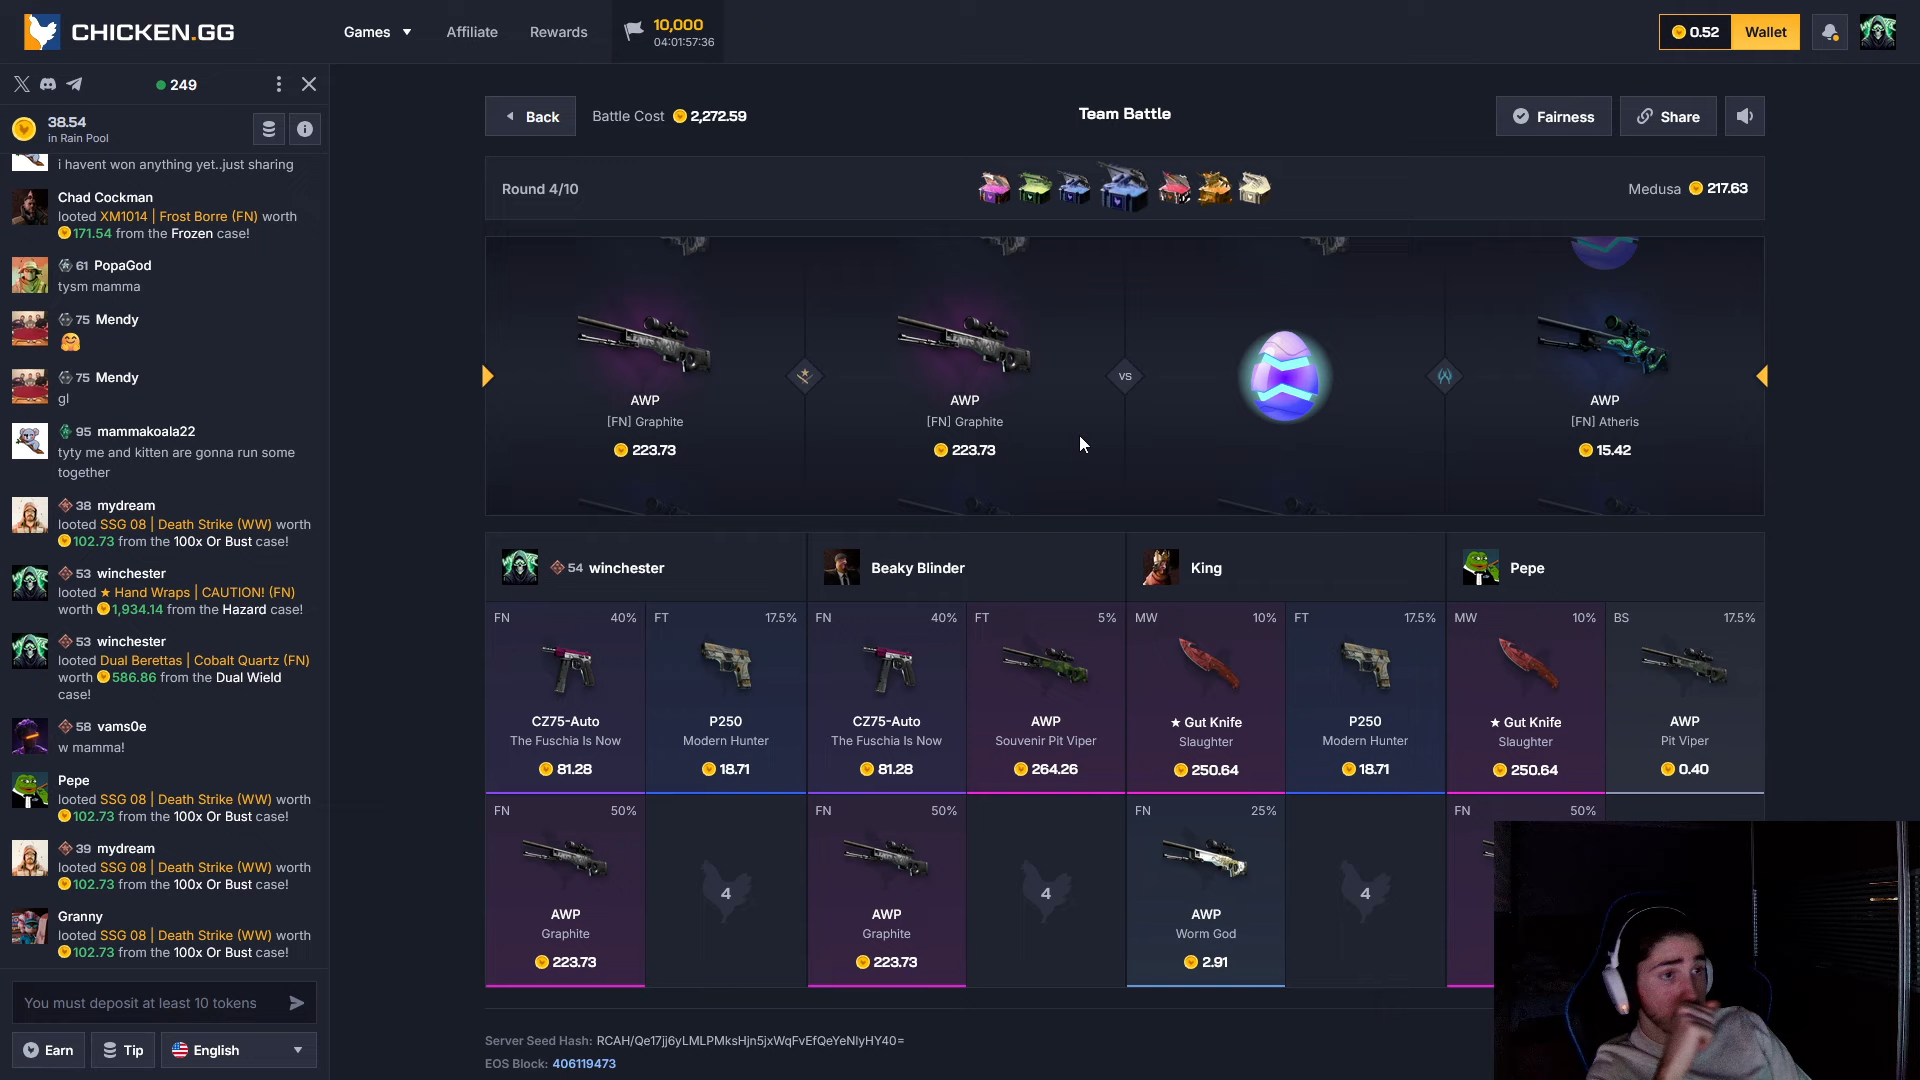 CHICKEN.GG
Games
Affiliate
Rewards
10,000
04:01:57:36
0.52
Wallet
249
38.54
in Rain Pool
i havent won anything yet..just sharing
Chad Cockman
looted XM1014 | Frost Borre (FN) worth
171.54 from the Frozen case!
61 PopaGod
tysm mamma
75 Mendy
75 Mendy
gl
95 mammakoala22
tyty me and kitten are gonna run some
together
38 mydream
looted SSG 08 | Death Strike (WW) worth
102.73 from the 100x Or Bust case!
53 winchester
looted ★ Hand Wraps | CAUTION! (FN)
worth 1,934.14 from the Hazard case!
53 winchester
looted Dual Berettas | Cobalt Quartz (FN)
worth 586.86 from the Dual Wield
case!
58 vams0e
w mamma!
Pepe
looted SSG 08 | Death Strike (WW) worth
102.73 from the 100x Or Bust case!
39 mydream
looted SSG 08 | Death Strike (WW) worth
102.73 from the 100x Or Bust case!
Granny
looted SSG 08 | Death Strike (WW) worth
102.73 from the 100x Or Bust case!
You must deposit at least 10 tokens
Earn
Tip
English
Back
Battle Cost 2,272.59
Team Battle
Fairness
Share
Round 4/10
Medusa 217.63
AWP
[FN] Graphite
223.73
AWP
[FN] Graphite
223.73
VS
AWP
[FN] Atheris
15.42
54 winchester
Beaky Blinder
King
Pepe
FN 40%
CZ75-Auto
The Fuschia Is Now
81.28
FT 17.5%
P250
Modern Hunter
18.71
FN 40%
CZ75-Auto
The Fuschia Is Now
81.28
FT 5%
AWP
Souvenir Pit Viper
264.26
MW 10%
★ Gut Knife
Slaughter
250.64
FT 17.5%
P250
Modern Hunter
18.71
MW 10%
★ Gut Knife
Slaughter
250.64
BS 17.5%
AWP
Pit Viper
0.40
FN 50%
AWP
Graphite
223.73
4
FN 50%
AWP
Graphite
223.73
4
FN 25%
AWP
Worm God
2.91
4
FN 50%
Server Seed Hash: RCAH/Qe17jj6yLMLPMksHjn5jxWqFvEfQeYeNlyHY40=
EOS Block: 406119473